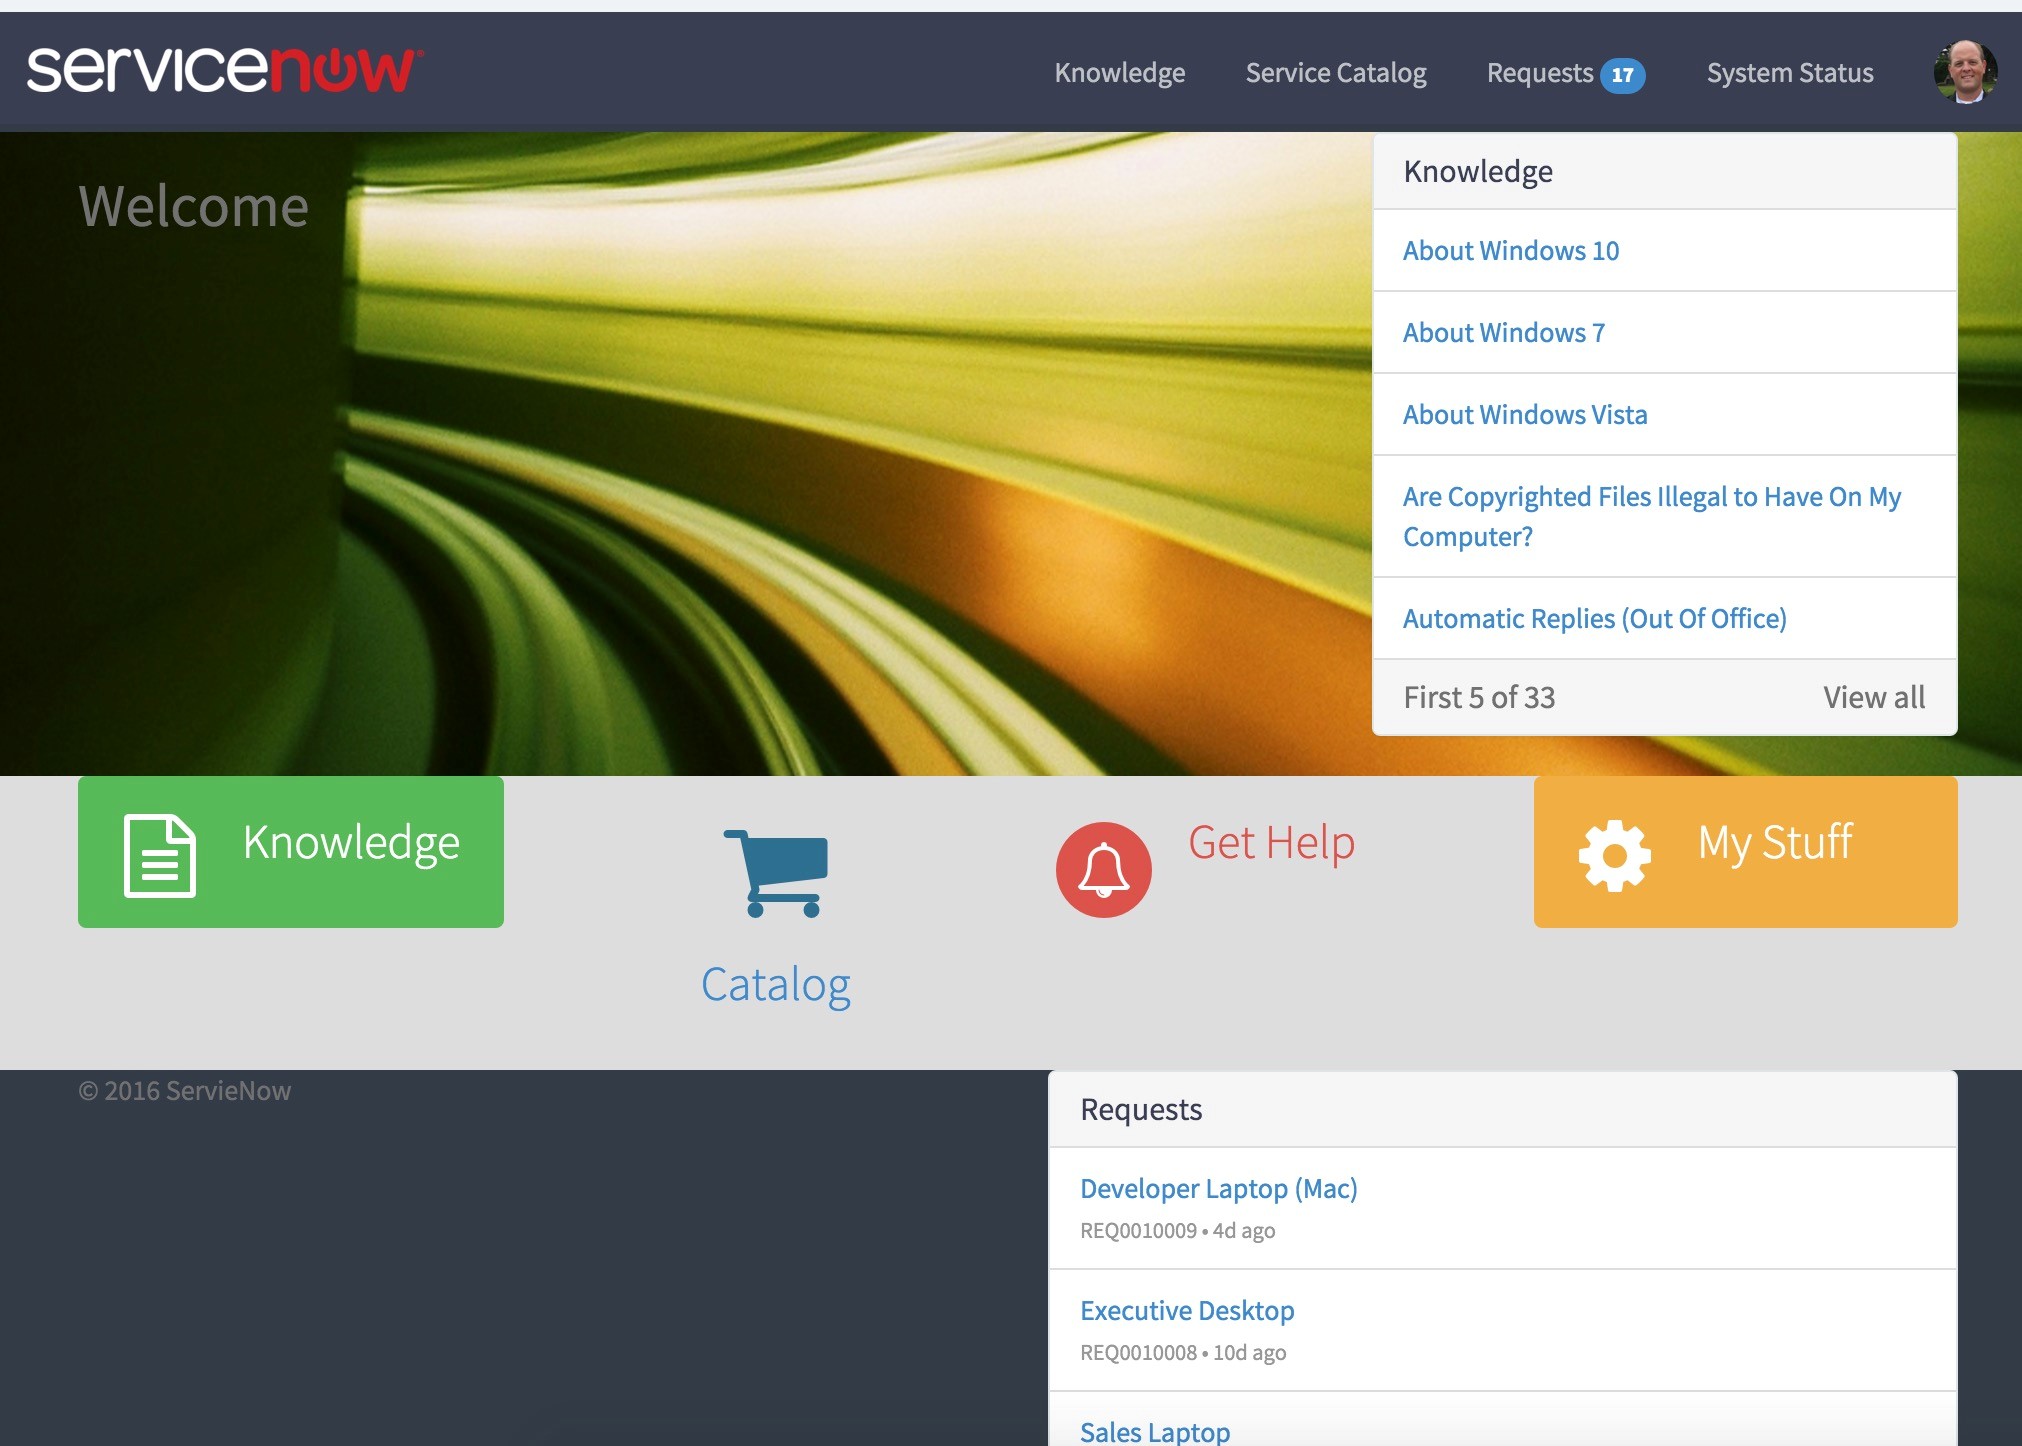 servicenow
Knowledge
Service Catalog
Requests 17
System Status
Welcome
Knowledge
About Windows 10
About Windows 7
About Windows Vista
Are Copyrighted Files Illegal to Have On My
Computer?
Automatic Replies (Out Of Office)
First 5 of 33
View all
Knowledge
Catalog
Get Help
My Stuff
© 2016 ServieNow
Requests
Developer Laptop (Mac)
REQ0010009 • 4d ago
Executive Desktop
REQ0010008 • 10d ago
Sales Laptop